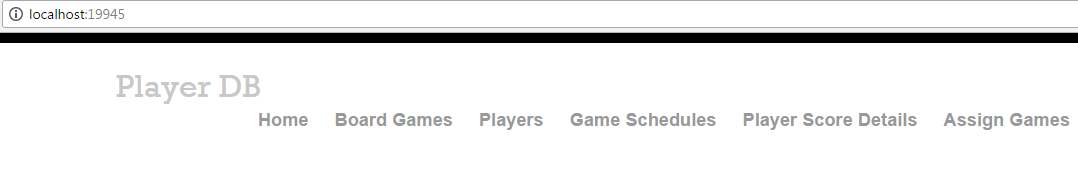 localhost:19945
Player DB
Home Board Games Players Game Schedules Player Score Details Assign Games